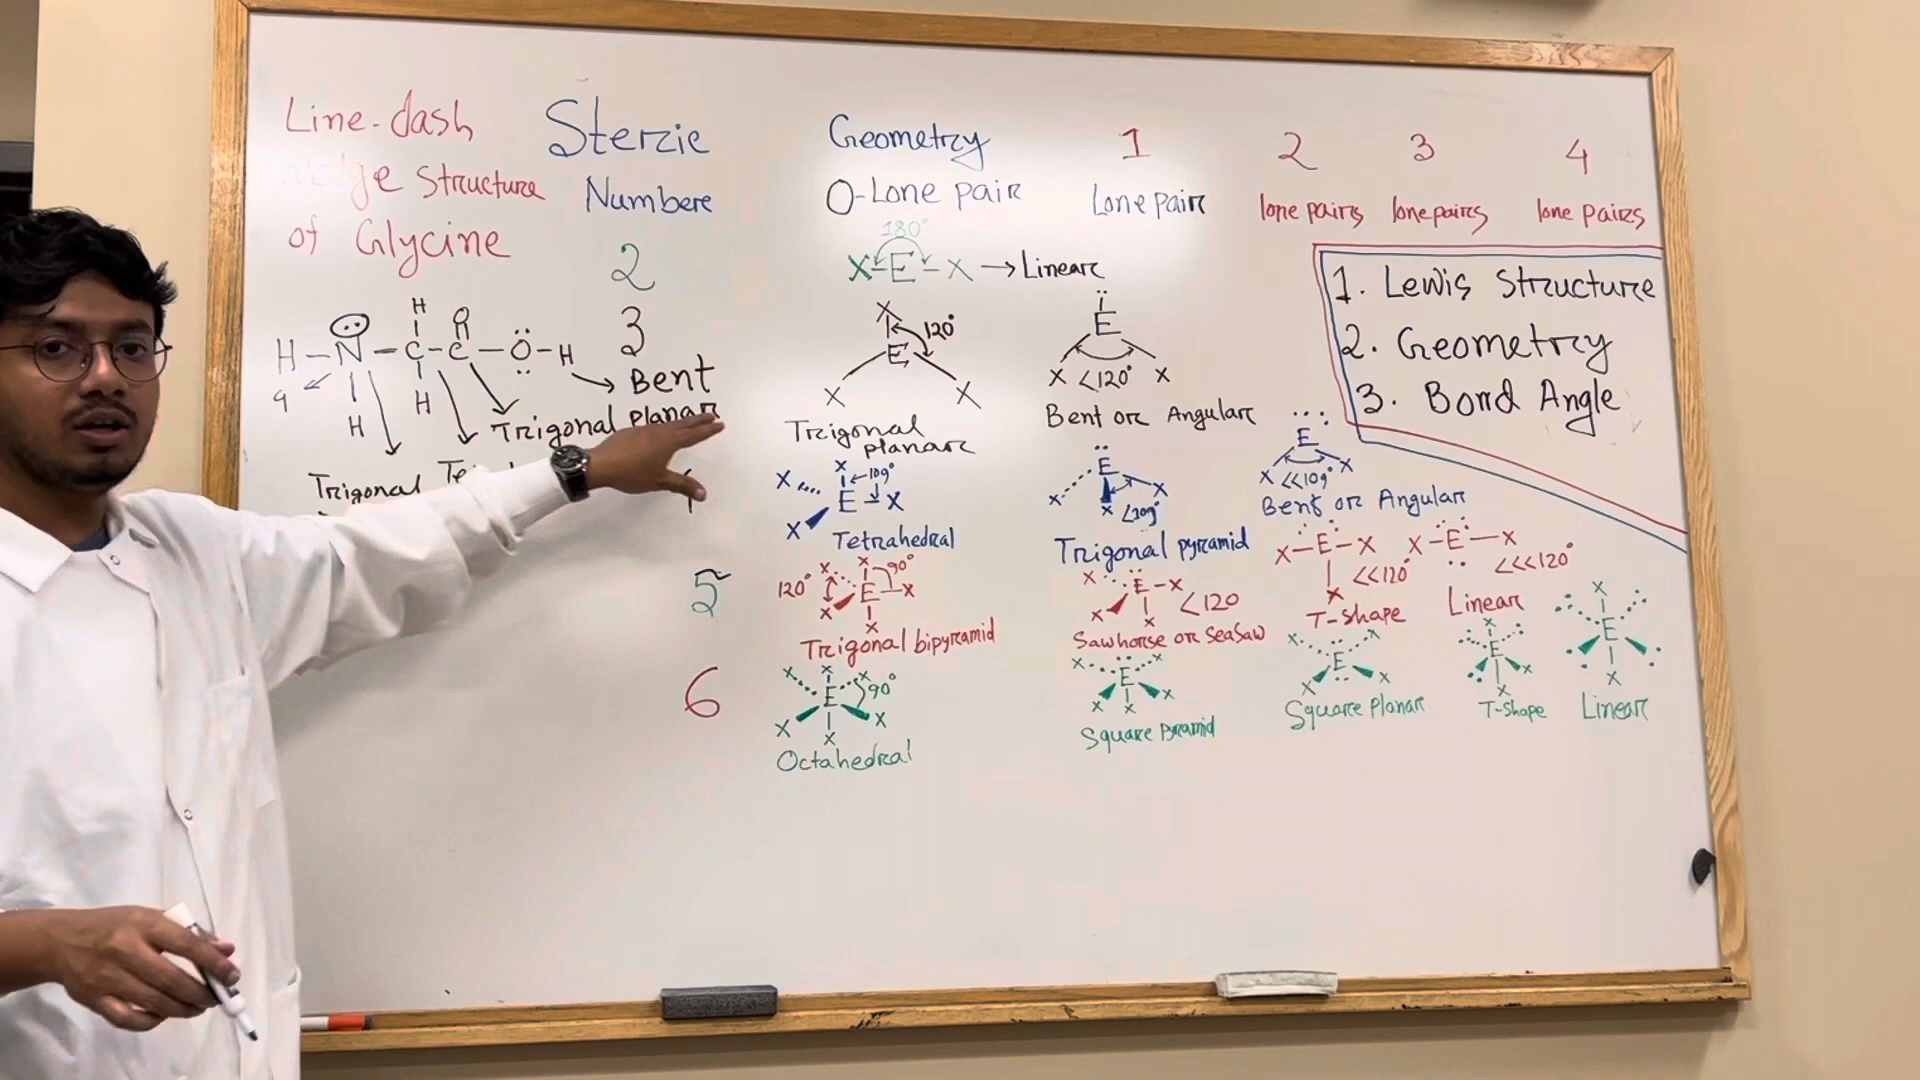 Line-dash
Wedge structure
of Glycine
H
H-N-C-C-O-H
H
H
Bent
Trigonal planar
Trigonal
Steric
Number
2
3
5
6
Geometry
0-Lone pair
180°
X-E-X → Linear
X
120°
E
X X
Trigonal
planar
X
109°
X E X
X
Tetrahedral
120° X X 90°
E-X
X
X
Trigonal bipyramid
X X X
E 90°
X X
X
Octahedral
1
Lone pair
E
X <120° X
Bent or Angular
E
X X
X <109°
Trigonal pyramid
X E-X
X X <120
Sawhorse or SeaSaw
X X
E
X X X
Square pyramid
2
lone pairs
E
X <<109° X
Bent or Angular
X-E-X
<<120°
X
T-shape
X X
E
X X
Square planar
3
lone pairs
X-E-X
<<<120°
Linear
X
E
X
X
T-shape
4
lone pairs
X
E
X
Linear
1. Lewis Structure
2. Geometry
3. Bond Angle